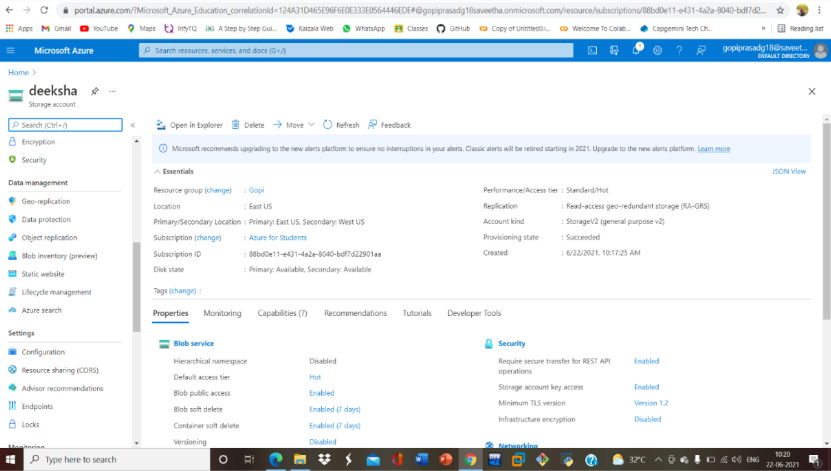 portal.azure.com/?Microsoft_Azure_Education_correlationId=124A31D465E96F6E0E333E0564446EDE#@gopiprasadg18saveetha.onmicrosoft.com/resource/subscriptions/88bd0e11-e431-4a2a-8040-bdf7d2...
Apps Gmail YouTube Maps InfyTQ A Step by Step Gui... Kaizala Web WhatsApp Classes GitHub Copy of Untitled0.i... Welcome To Colab... Capgemini Tech Ch... » Reading list
Microsoft Azure Search resources, services, and docs (G+/) 1 gopiprasadg18@saveet...
DEFAULT DIRECTORY
Home >
deeksha ...
Storage account
Search (Ctrl+/) «
Open in Explorer Delete Move Refresh Feedback
Encryption
Security
Data management
Geo-replication
Data protection
Object replication
Blob inventory (preview)
Static website
Lifecycle management
Azure search
Settings
Configuration
Resource sharing (CORS)
Advisor recommendations
Endpoints
Locks
Monitoring
Microsoft recommends upgrading to the new alerts platform to ensure no interruptions in your alerts. Classic alerts will be retired starting in 2021. Upgrade to the new alerts platform. Learn more
Essentials JSON View
Resource group (change) : Gopi
Location : East US
Primary/Secondary Location : Primary: East US, Secondary: West US
Subscription (change) : Azure for Students
Subscription ID : 88bd0e11-e431-4a2a-8040-bdf7d22901aa
Disk state : Primary: Available, Secondary: Available
Performance/Access tier : Standard/Hot
Replication : Read-access geo-redundant storage (RA-GRS)
Account kind : StorageV2 (general purpose v2)
Provisioning state : Succeeded
Created : 6/22/2021, 10:17:25 AM
Tags (change) :
Properties Monitoring Capabilities (7) Recommendations Tutorials Developer Tools
Blob service
Hierarchical namespace Disabled
Default access tier Hot
Blob public access Enabled
Blob soft delete Enabled (7 days)
Container soft delete Enabled (7 days)
Versioning Disabled
Security
Require secure transfer for REST API operations Enabled
Storage account key access Enabled
Minimum TLS version Version 1.2
Infrastructure encryption Disabled
Networking
Type here to search 32°C ENG 10:20
22-06-2021